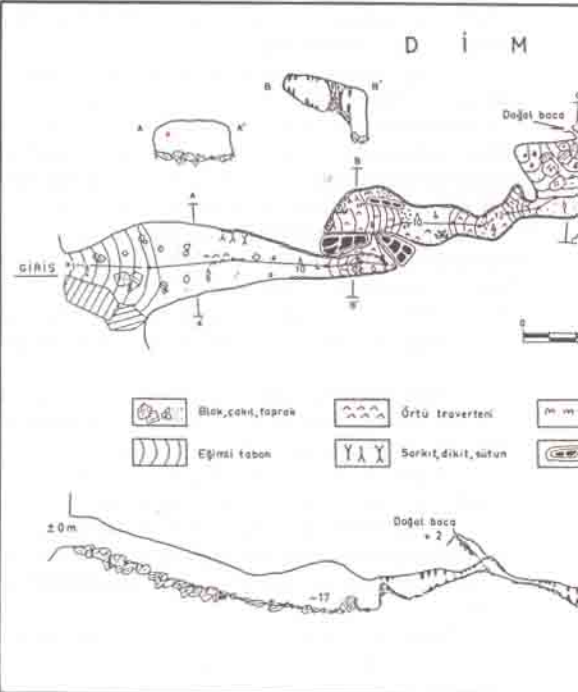 D İ M
B B'
Doğal baca
A A'
B
A
GİRİŞ
0
Blok, çakıl, toprak
Örtü traverteni
Eğimli taban
Sarkıt, dikit, sütun
±0m.
Doğal baca
+2
-17